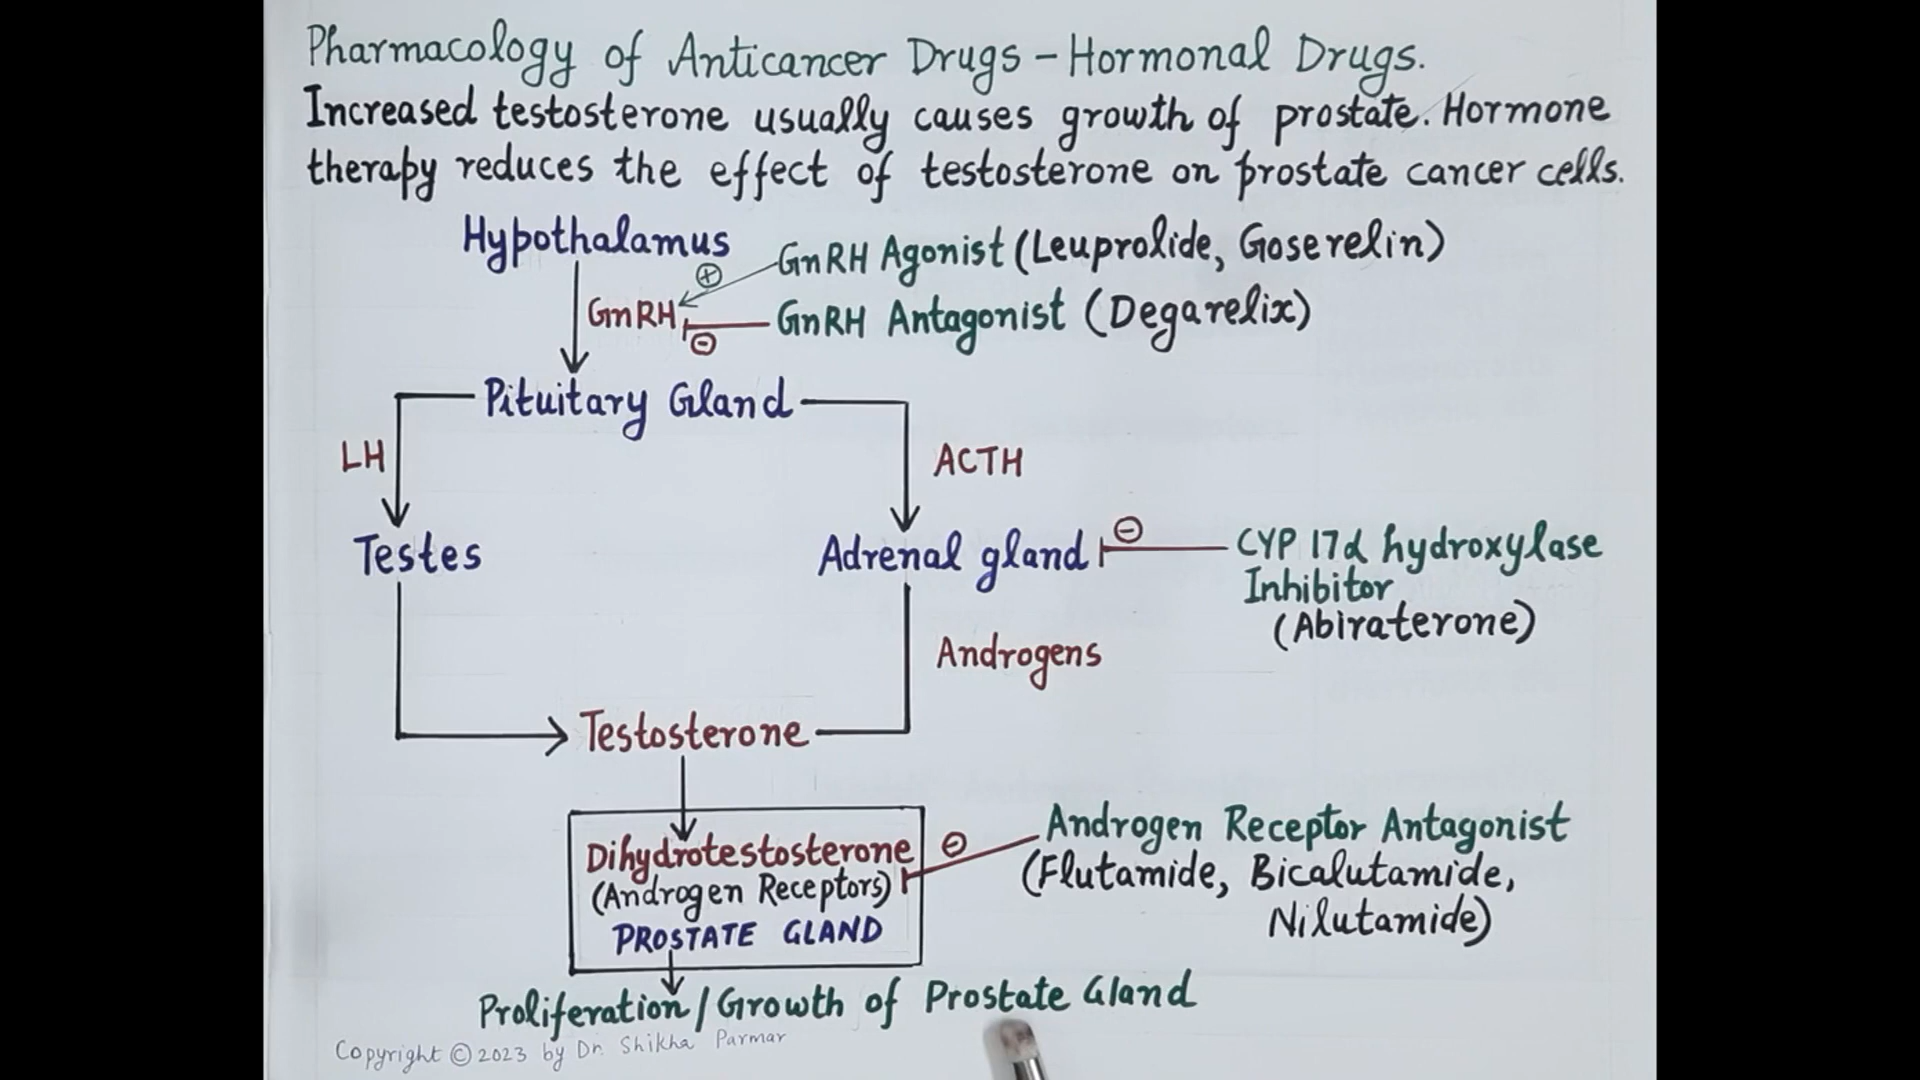 Pharmacology of Anticancer Drugs - Hormonal Drugs.
Increased testosterone usually causes growth of prostate. Hormone
therapy reduces the effect of testosterone on prostate cancer cells.
Hypothalamus
GnRH Agonist (Leuprolide, Goserelin)
+
GnRH
GnRH Antagonist (Degarelix)
-
Pituitary Gland
LH
ACTH
Testes
Adrenal gland
-
CYP 17α hydroxylase
Inhibitor
(Abiraterone)
Androgens
Testosterone
Dihydrotestosterone
(Androgen Receptors)
PROSTATE GLAND
-
Androgen Receptor Antagonist
(Flutamide, Bicalutamide,
Nilutamide)
Proliferation/Growth of Prostate Gland
Copyright © 2023 by Dr. Shikha Parmar